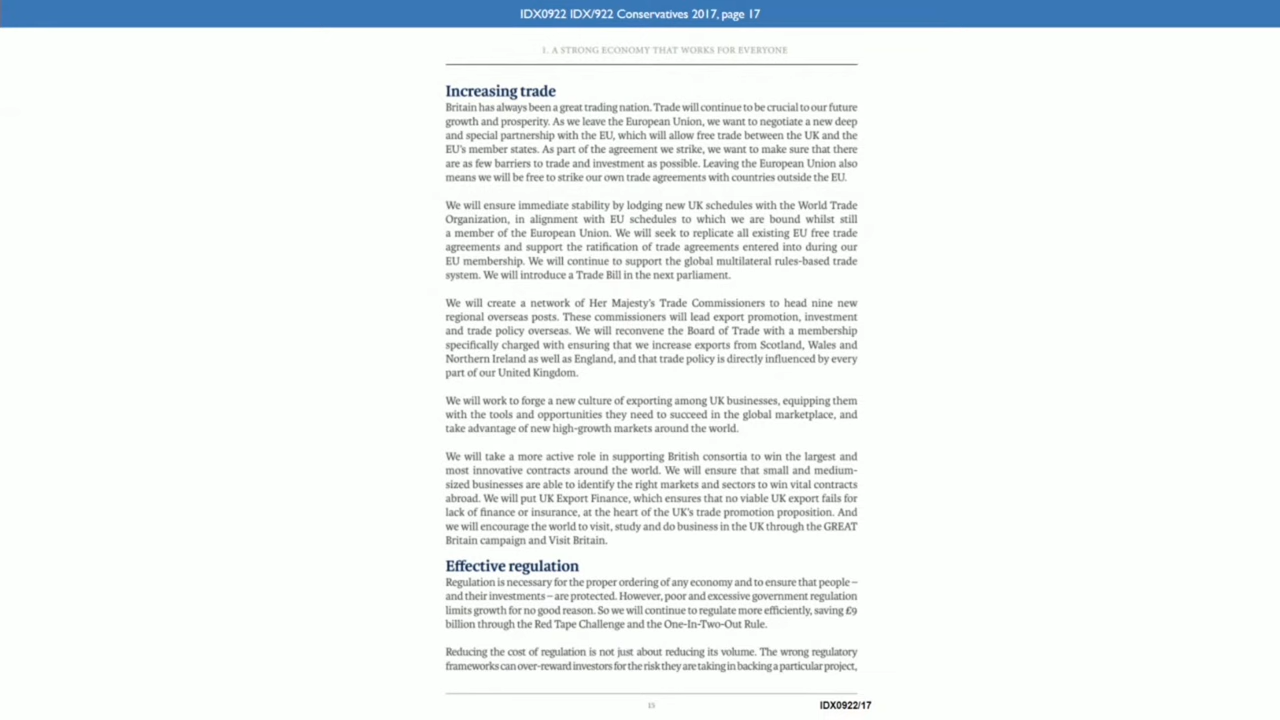 IDX0922 IDX/922 Conservatives 2017, page 17
1. A STRONG ECONOMY THAT WORKS FOR EVERYONE
Increasing trade
Britain has always been a great trading nation. Trade will continue to be crucial to our future
growth and prosperity. As we leave the European Union, we want to negotiate a new deep
and special partnership with the EU, which will allow free trade between the UK and the
EU's member states. As part of the agreement we strike, we want to make sure that there
are as few barriers to trade and investment as possible. Leaving the European Union also
means we will be free to strike our own trade agreements with countries outside the EU.
We will ensure immediate stability by lodging new UK schedules with the World Trade
Organization, in alignment with EU schedules to which we are bound whilst still
a member of the European Union. We will seek to replicate all existing EU free trade
agreements and support the ratification of trade agreements entered into during our
EU membership. We will continue to support the global multilateral rules-based trade
system. We will introduce a Trade Bill in the next parliament.
We will create a network of Her Majesty's Trade Commissioners to head nine new
regional overseas posts. These commissioners will lead export promotion, investment
and trade policy overseas. We will reconvene the Board of Trade with a membership
specifically charged with ensuring that we increase exports from Scotland, Wales and
Northern Ireland as well as England, and that trade policy is directly influenced by every
part of our United Kingdom.
We will work to forge a new culture of exporting among UK businesses, equipping them
with the tools and opportunities they need to succeed in the global marketplace, and
take advantage of new high-growth markets around the world.
We will take a more active role in supporting British consortia to win the largest and
most innovative contracts around the world. We will ensure that small and medium-
sized businesses are able to identify the right markets and sectors to win vital contracts
abroad. We will put UK Export Finance, which ensures that no viable UK export fails for
lack of finance or insurance, at the heart of the UK's trade promotion proposition. And
we will encourage the world to visit, study and do business in the UK through the GREAT
Britain campaign and Visit Britain.
Effective regulation
Regulation is necessary for the proper ordering of any economy and to ensure that people –
and their investments – are protected. However, poor and excessive government regulation
limits growth for no good reason. So we will continue to regulate more efficiently, saving £9
billion through the Red Tape Challenge and the One-In-Two-Out Rule.
Reducing the cost of regulation is not just about reducing its volume. The wrong regulatory
frameworks can over-reward investors for the risk they are taking in backing a particular project,
15
IDX0922/17